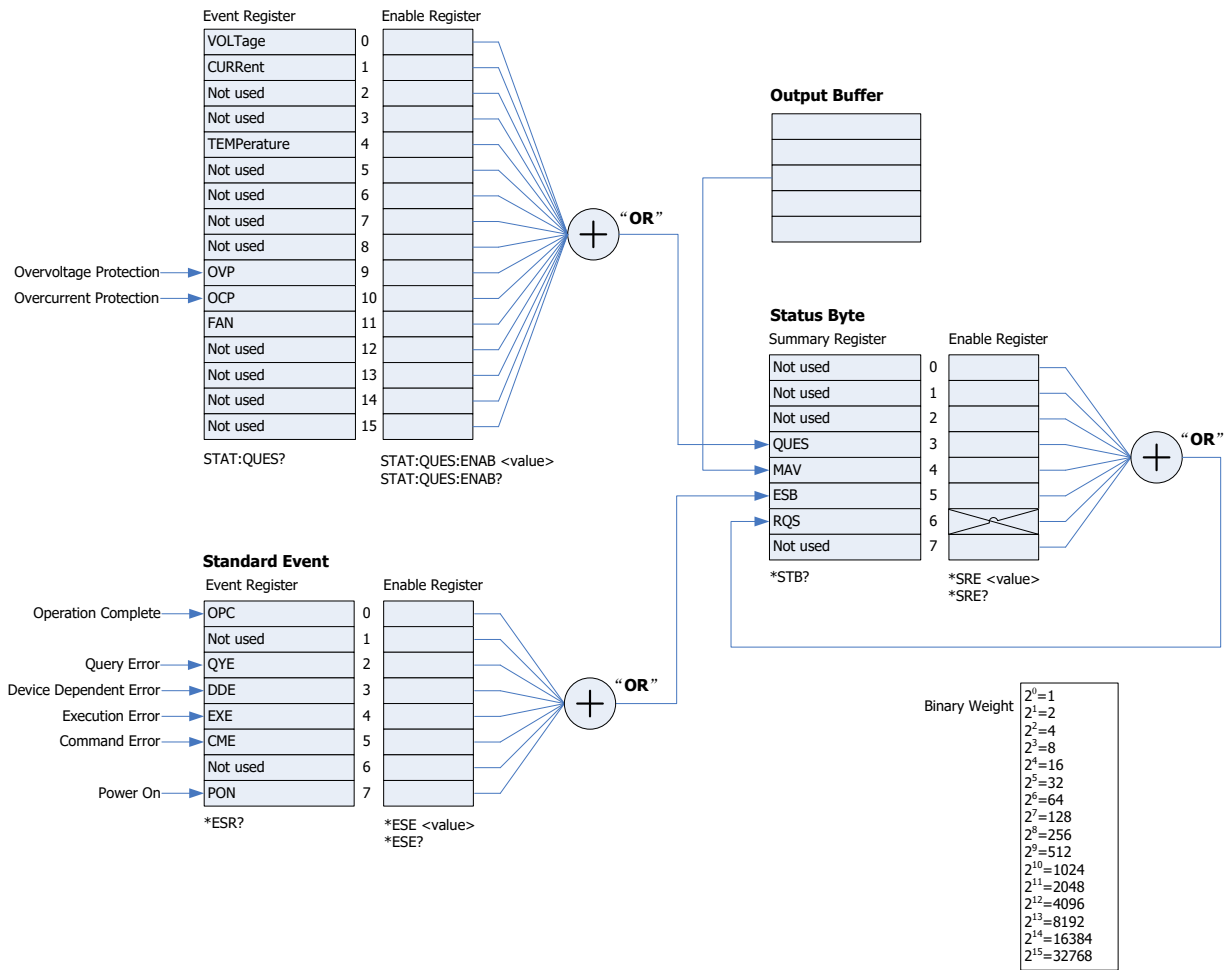 Event Register Enable Register
VOLTage 0
CURRent 1
Not used 2
Not used 3
TEMPerature 4
Not used 5
Not used 6
Not used 7
Not used 8
Overvoltage Protection OVP 9
Overcurrent Protection OCP 10
FAN 11
Not used 12
Not used 13
Not used 14
Not used 15
STAT:QUES? STAT:QUES:ENAB <value>
STAT:QUES:ENAB?
+ “OR”
Output Buffer
Status Byte
Summary Register Enable Register
Not used 0
Not used 1
Not used 2
QUES 3
MAV 4
ESB 5
RQS 6
Not used 7
*STB? *SRE <value>
*SRE?
+ “OR”
Standard Event
Event Register Enable Register
Operation Complete OPC 0
Not used 1
Query Error QYE 2
Device Dependent Error DDE 3
Execution Error EXE 4
Command Error CME 5
Not used 6
Power On PON 7
*ESR? *ESE <value>
*ESE?
+ “OR”
Binary Weight
2⁰=1
2¹=2
2²=4
2³=8
2⁴=16
2⁵=32
2⁶=64
2⁷=128
2⁸=256
2⁹=512
2¹⁰=1024
2¹¹=2048
2¹²=4096
2¹³=8192
2¹⁴=16384
2¹⁵=32768